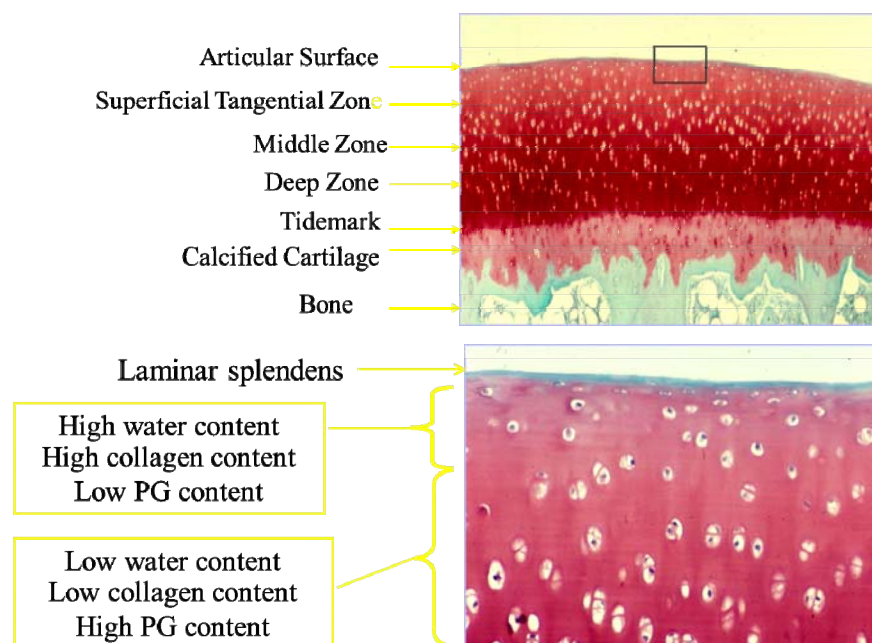 Articular Surface
Superficial Tangential Zone
Middle Zone
Deep Zone
Tidemark
Calcified Cartilage
Bone
Laminar splendens
High water content
High collagen content
Low PG content
Low water content
Low collagen content
High PG content